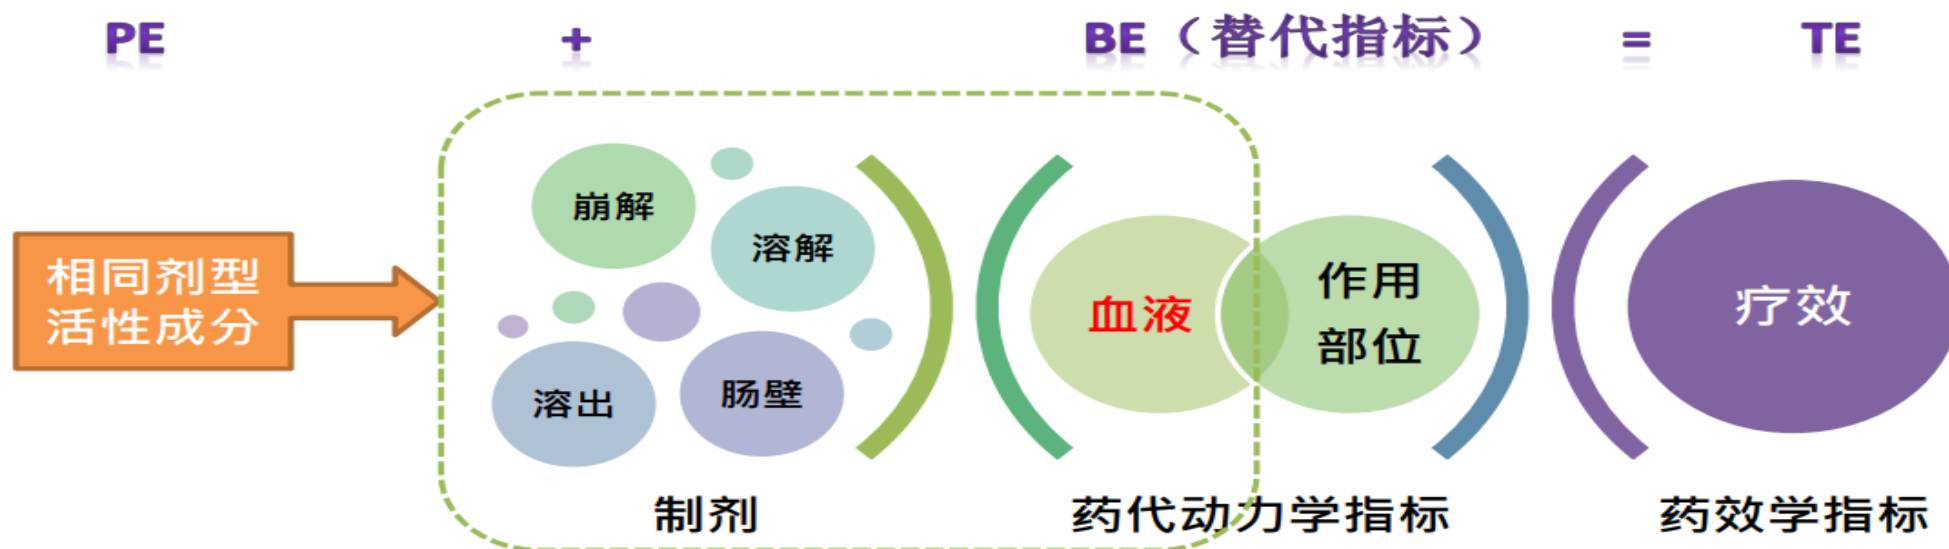 PE + BE（替代指标） = TE
崩解
溶解
相同剂型
活性成分
血液
作用
部位
疗效
溶出
肠壁
制剂
药代动力学指标
药效学指标